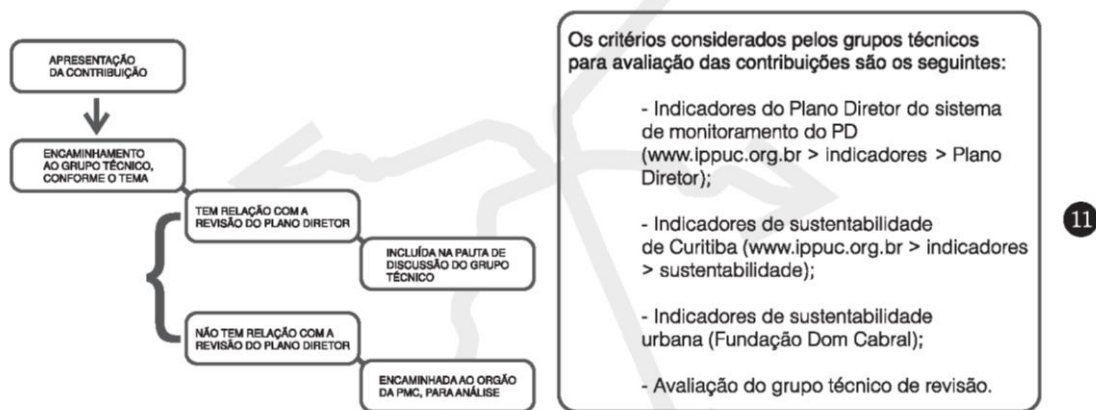 APRESENTAÇÃO
DA CONTRIBUIÇÃO
ENCAMINHAMENTO
AO GRUPO TÉCNICO,
CONFORME O TEMA
TEM RELAÇÃO COM A
REVISÃO DO PLANO DIRETOR
INCLUÍDA NA PAUTA DE
DISCUSSÃO DO GRUPO
TÉCNICO
NÃO TEM RELAÇÃO COM A
REVISÃO DO PLANO DIRETOR
ENCAMINHADA AO ORGÃO
DA PMC, PARA ANÁLISE
Os critérios considerados pelos grupos técnicos
para avaliação das contribuições são os seguintes:
- Indicadores do Plano Diretor do sistema
de monitoramento do PD
(www.ippuc.org.br > indicadores > Plano
Diretor);
- Indicadores de sustentabilidade
de Curitiba (www.ippuc.org.br > indicadores
> sustentabilidade);
- Indicadores de sustentabilidade
urbana (Fundação Dom Cabral);
- Avaliação do grupo técnico de revisão.
11